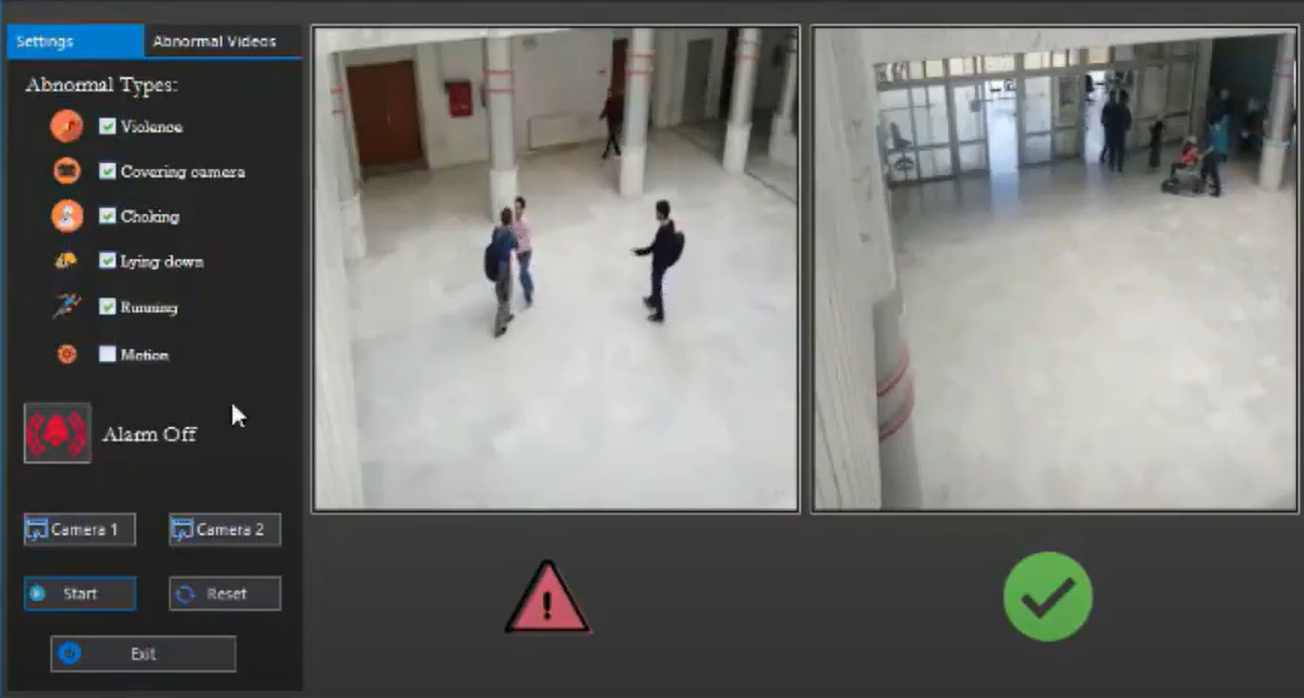 Settings
Abnormal Videos
Abnormal Types:
Violence
Covering camera
Choking
Lying down
Running
Motion
Alarm Off
Camera 1
Camera 2
Start
Reset
Exit